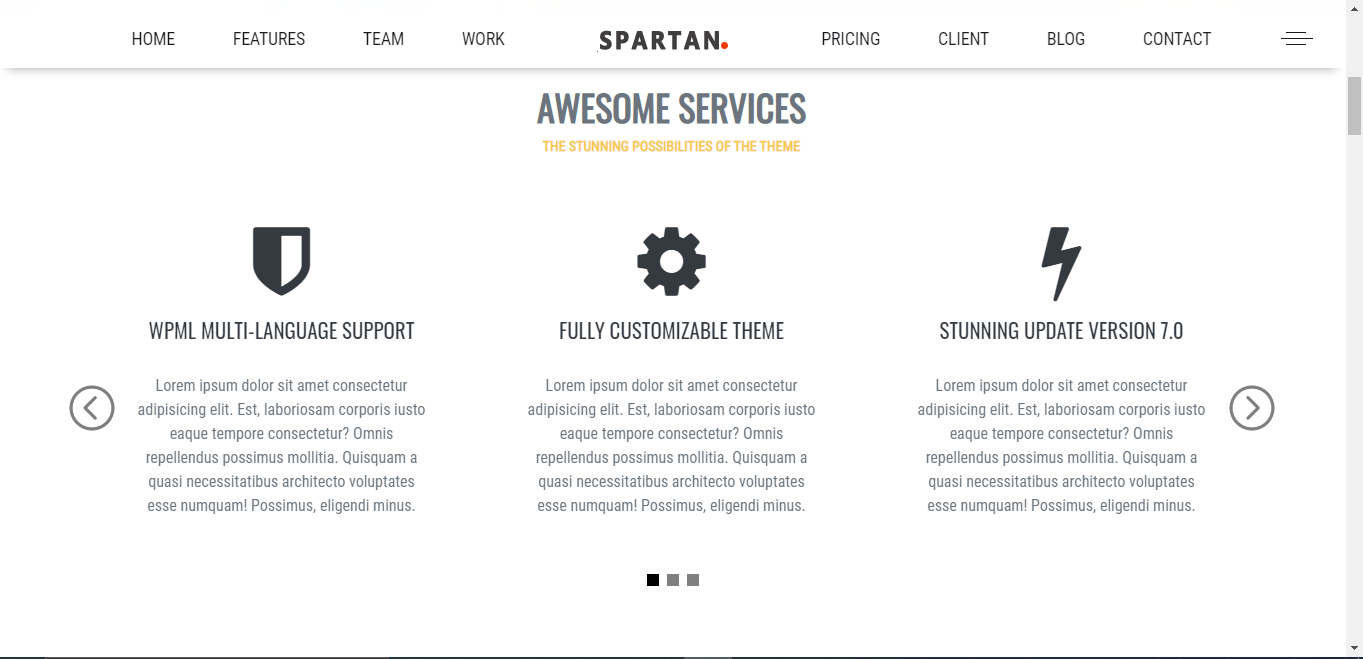 HOME FEATURES TEAM WORK SPARTAN. PRICING CLIENT BLOG CONTACT
AWESOME SERVICES
THE STUNNING POSSIBILITIES OF THE THEME
WPML MULTI-LANGUAGE SUPPORT
Lorem ipsum dolor sit amet consectetur
adipisicing elit. Est, laboriosam corporis iusto
eaque tempore consectetur? Omnis
repellendus possimus mollitia. Quisquam a
quasi necessitatibus architecto voluptates
esse numquam! Possimus, eligendi minus.
FULLY CUSTOMIZABLE THEME
Lorem ipsum dolor sit amet consectetur
adipisicing elit. Est, laboriosam corporis iusto
eaque tempore consectetur? Omnis
repellendus possimus mollitia. Quisquam a
quasi necessitatibus architecto voluptates
esse numquam! Possimus, eligendi minus.
STUNNING UPDATE VERSION 7.0
Lorem ipsum dolor sit amet consectetur
adipisicing elit. Est, laboriosam corporis iusto
eaque tempore consectetur? Omnis
repellendus possimus mollitia. Quisquam a
quasi necessitatibus architecto voluptates
esse numquam! Possimus, eligendi minus.